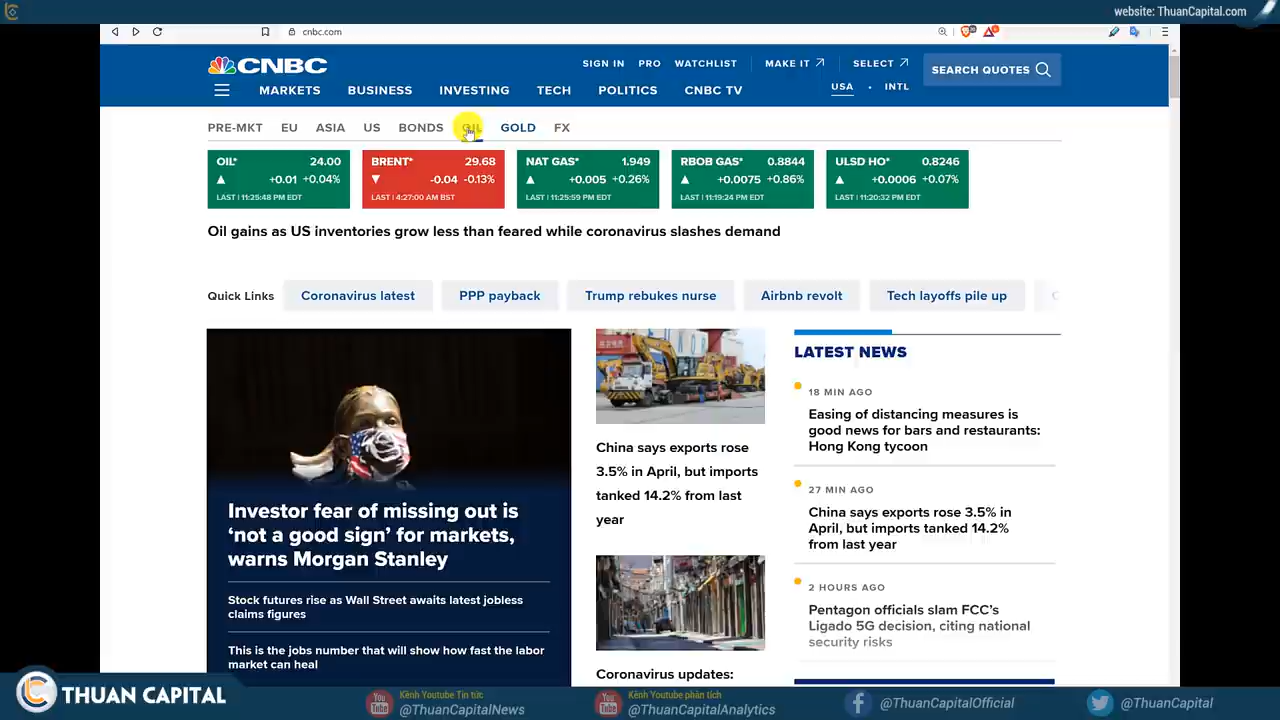 website: ThuanCapital.com
cnbc.com
CNBC
SIGN IN PRO WATCHLIST MAKE IT SELECT
SEARCH QUOTES
USA • INTL
MARKETS BUSINESS INVESTING TECH POLITICS CNBC TV
PRE-MKT EU ASIA US BONDS OIL GOLD FX
OIL* 24.00
+0.01 +0.04%
LAST | 11:25:48 PM EDT
BRENT* 29.68
-0.04 -0.13%
LAST | 4:27:00 AM BST
NAT GAS* 1.949
+0.005 +0.26%
LAST | 11:25:59 PM EDT
RBOB GAS* 0.8844
+0.0075 +0.86%
LAST | 11:19:24 PM EDT
ULSD HO* 0.8246
+0.0006 +0.07%
LAST | 11:20:32 PM EDT
Oil gains as US inventories grow less than feared while coronavirus slashes demand
Quick Links Coronavirus latest PPP payback Trump rebukes nurse Airbnb revolt Tech layoffs pile up
Investor fear of missing out is
‘not a good sign’ for markets,
warns Morgan Stanley
Stock futures rise as Wall Street awaits latest jobless
claims figures
This is the jobs number that will show how fast the labor
market can heal
China says exports rose
3.5% in April, but imports
tanked 14.2% from last
year
Coronavirus updates:
LATEST NEWS
18 MIN AGO
Easing of distancing measures is
good news for bars and restaurants:
Hong Kong tycoon
27 MIN AGO
China says exports rose 3.5% in
April, but imports tanked 14.2%
from last year
2 HOURS AGO
Pentagon officials slam FCC’s
Ligado 5G decision, citing national
security risks
THUAN CAPITAL
You Tube
Kênh Youtube Tin tức
@ThuanCapitalNews
You Tube
Kênh Youtube phân tích
@ThuanCapitalAnalytics
@ThuanCapitalOfficial
@ThuanCapital